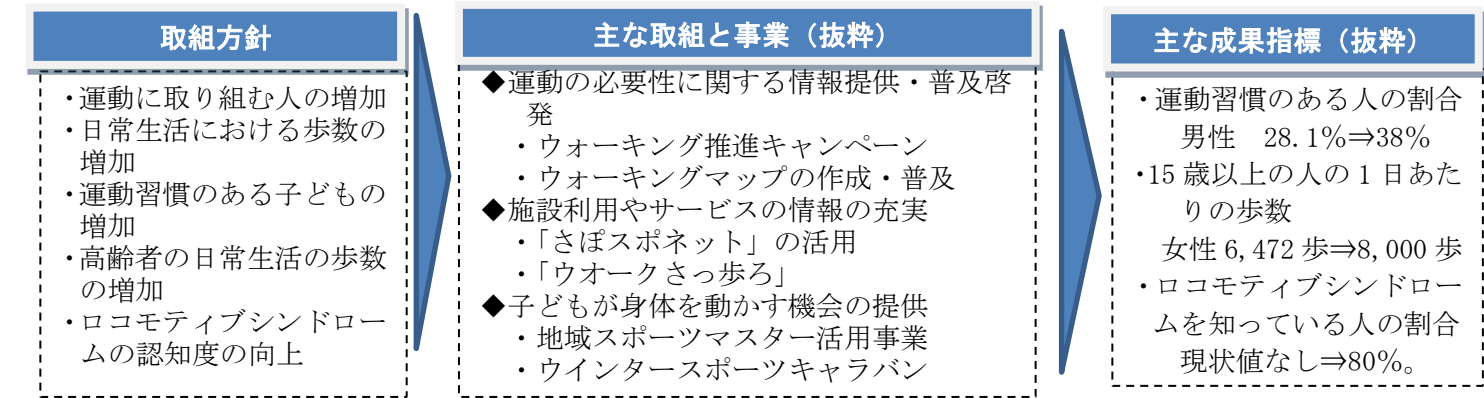 取組方針
・運動に取り組む人の増加
・日常生活における歩数の
増加
・運動習慣のある子どもの
増加
・高齢者の日常生活の歩数
の増加
・ロコモティブシンドロー
ムの認知度の向上
主な取組と事業（抜粋）
◆運動の必要性に関する情報提供・普及啓
発
・ウォーキング推進キャンペーン
・ウォーキングマップの作成・普及
◆施設利用やサービスの情報の充実
・「さぽスポネット」の活用
・「ウオークさっ歩ろ」
◆子どもが身体を動かす機会の提供
・地域スポーツマスター活用事業
・ウインタースポーツキャラバン
主な成果指標（抜粋）
・運動習慣のある人の割合
男性　28.1％⇒38％
・15歳以上の人の1日あた
りの歩数
女性6,472歩⇒8,000歩
・ロコモティブシンドロー
ムを知っている人の割合
現状値なし⇒80％。